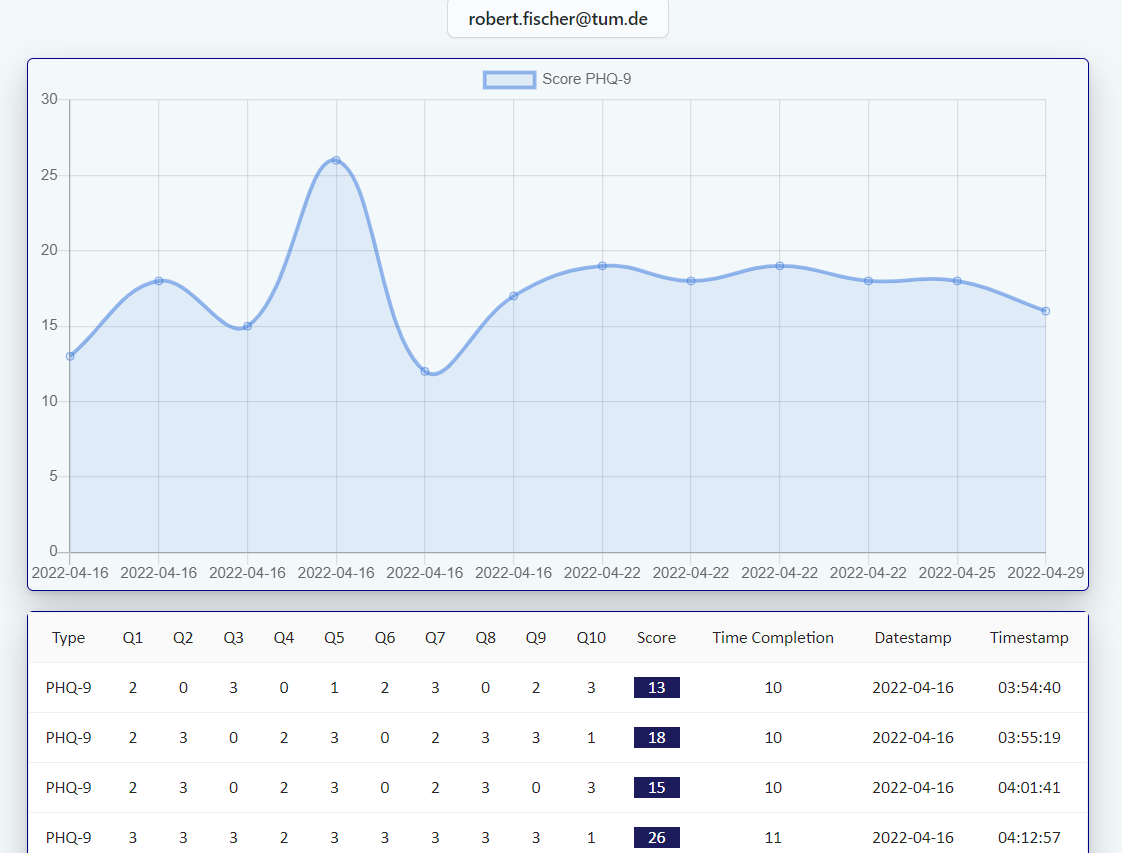 robert.fischer@tum.de
Score PHQ-9
30
25
20
15
10
5
0
2022-04-16 2022-04-16 2022-04-16 2022-04-16 2022-04-16 2022-04-16 2022-04-22 2022-04-22 2022-04-22 2022-04-22 2022-04-25 2022-04-29
Type Q1 Q2 Q3 Q4 Q5 Q6 Q7 Q8 Q9 Q10 Score Time Completion Datestamp Timestamp
PHQ-9 2 0 3 0 1 2 3 0 2 3 13 10 2022-04-16 03:54:40
PHQ-9 2 3 0 2 3 0 2 3 3 1 18 10 2022-04-16 03:55:19
PHQ-9 2 3 0 2 3 0 2 3 0 3 15 10 2022-04-16 04:01:41
PHQ-9 3 3 3 2 3 3 3 3 3 1 26 11 2022-04-16 04:12:57